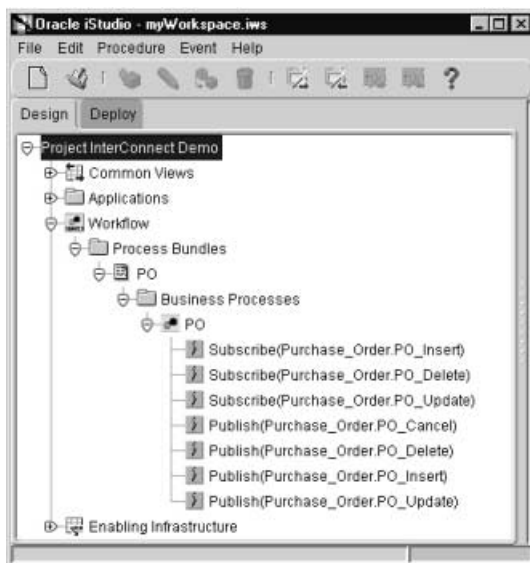 Oracle iStudio - myWorkspace.iws
File Edit Procedure Event Help
Design Deploy
Project InterConnect Demo
Common Views
Applications
Workflow
Process Bundles
PO
Business Processes
PO
Subscribe(Purchase_Order.PO_Insert)
Subscribe(Purchase_Order.PO_Delete)
Subscribe(Purchase_Order.PO_Update)
Publish(Purchase_Order.PO_Cancel)
Publish(Purchase_Order.PO_Delete)
Publish(Purchase_Order.PO_Insert)
Publish(Purchase_Order.PO_Update)
Enabling Infrastructure